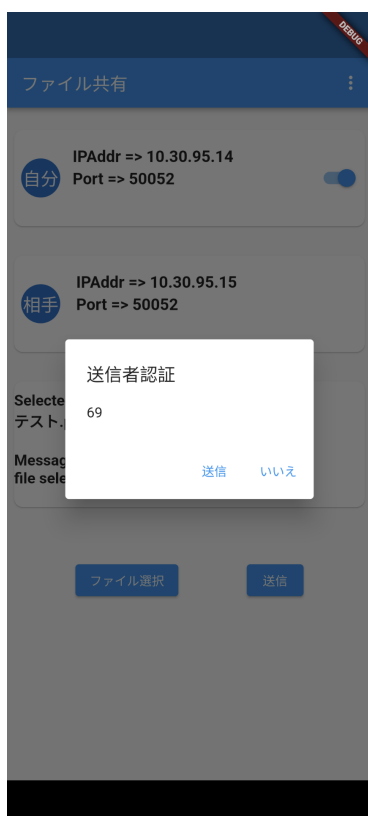 DEBUG
ファイル共有
自分
IPAddr => 10.30.95.14
Port => 50052
相手
IPAddr => 10.30.95.15
Port => 50052
送信者認証
69
送信 いいえ
Selecte
テスト.
Messag
file sele
ファイル選択 送信